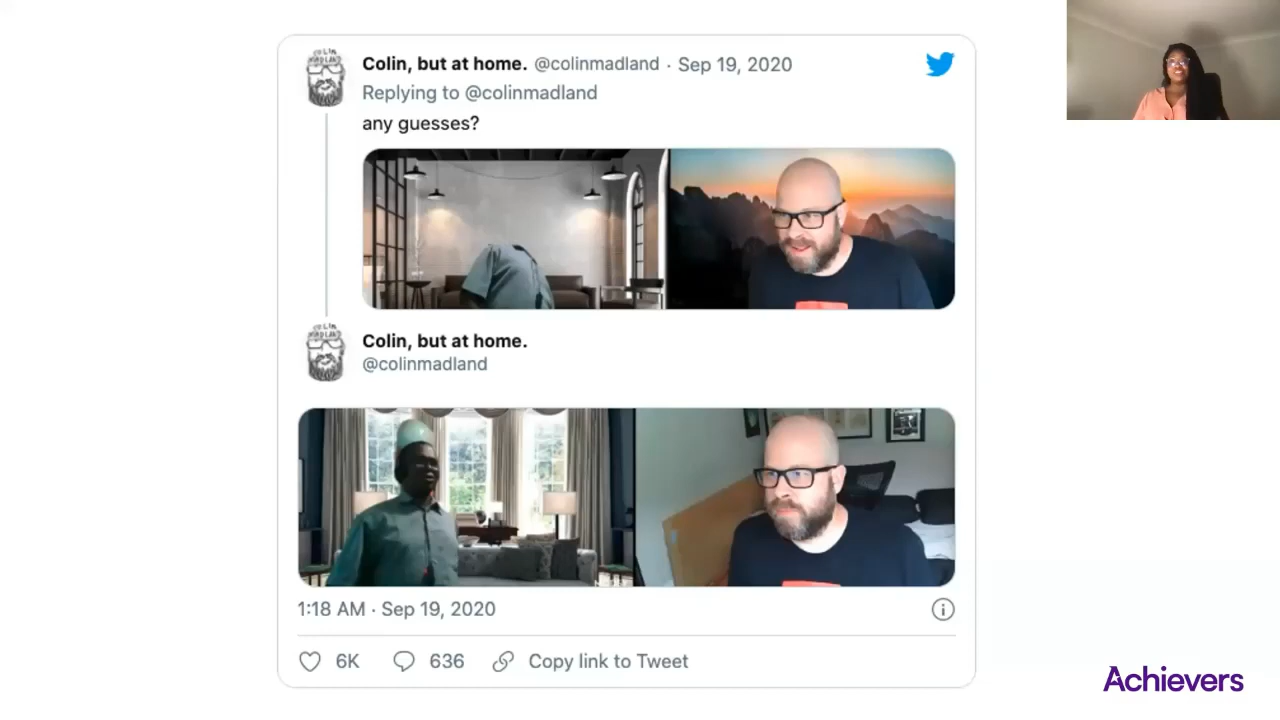 Colin, but at home. @colinmadland · Sep 19, 2020
Replying to @colinmadland
any guesses?
Colin, but at home.
@colinmadland
1:18 AM · Sep 19, 2020
6K 636 Copy link to Tweet
Achievers